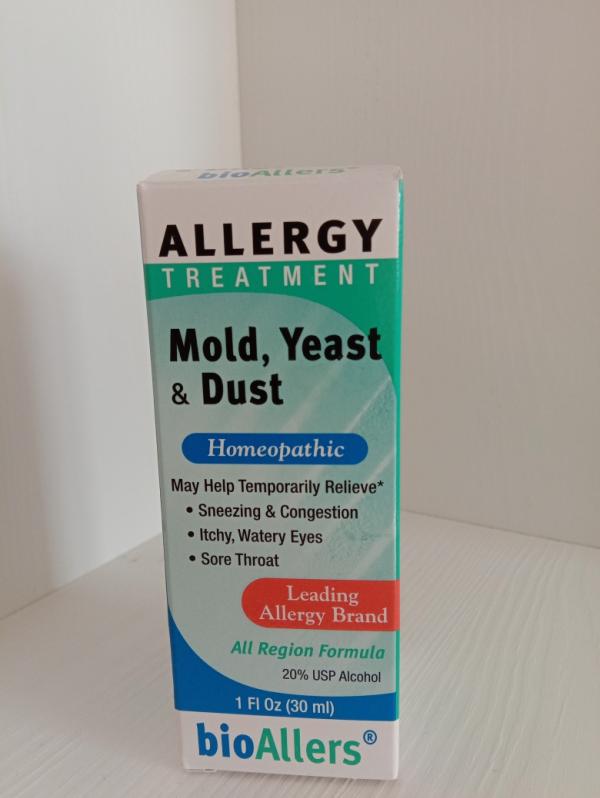 bioAllers®
ALLERGY
TREATMENT
Mold, Yeast
& Dust
Homeopathic
May Help Temporarily Relieve*
• Sneezing & Congestion
• Itchy, Watery Eyes
• Sore Throat
Leading
Allergy Brand
All Region Formula
20% USP Alcohol
1 Fl Oz (30 ml)
bioAllers®